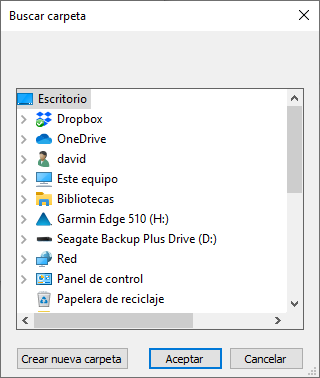 Buscar carpeta
Escritorio
Dropbox
OneDrive
david
Este equipo
Bibliotecas
Garmin Edge 510 (H:)
Seagate Backup Plus Drive (D:)
Red
Panel de control
Papelera de reciclaje
Crear nueva carpeta Aceptar Cancelar